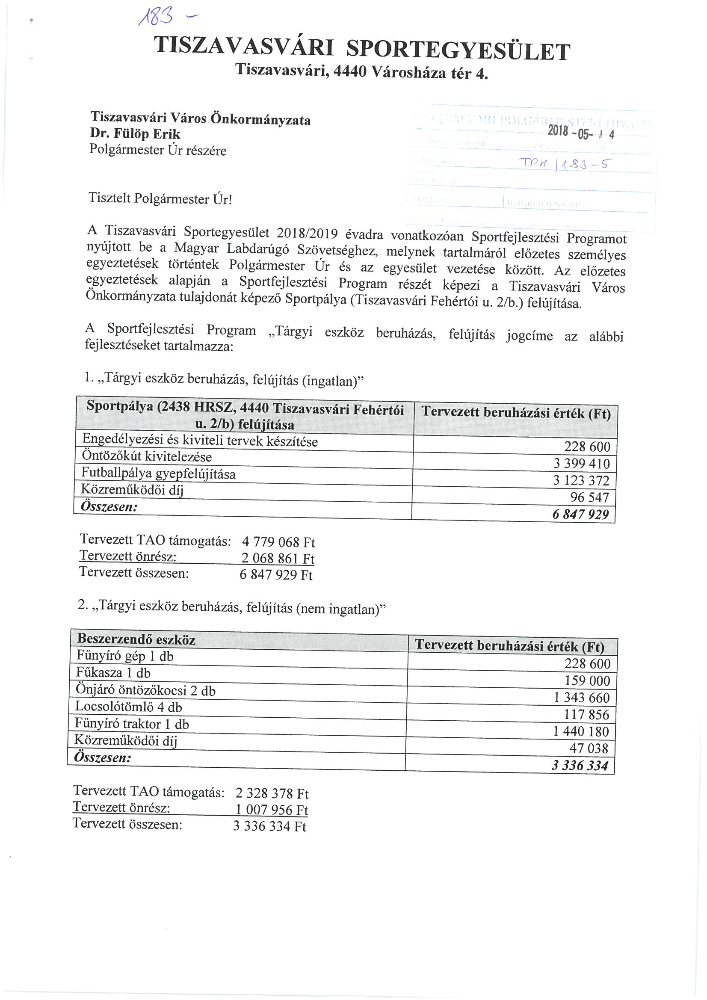 183 -
TISZAVASVÁRI SPORTEGYESÜLET
Tiszavasvári, 4440 Városháza tér 4.
Tiszavasvári Város Önkormányzata
Dr. Fülöp Erik
Polgármester Úr részére
TISZAVASVÁRI POLGÁRMESTERI HIVATAL
2018 -05- 14
TPH /183-5
Tisztelt Polgármester Úr!
A Tiszavasvári Sportegyesület 2018/2019 évadra vonatkozóan Sportfejlesztési Programot
nyújtott be a Magyar Labdarúgó Szövetséghez, melynek tartalmáról előzetes személyes
egyeztetések történtek Polgármester Úr és az egyesület vezetése között. Az előzetes
egyeztetések alapján a Sportfejlesztési Program részét képezi a Tiszavasvári Város
Önkormányzata tulajdonát képező Sportpálya (Tiszavasvári Fehértói u. 2/b.) felújítása.
A Sportfejlesztési Program „Tárgyi eszköz beruházás, felújítás jogcíme az alábbi
fejlesztéseket tartalmazza:
1. „Tárgyi eszköz beruházás, felújítás (ingatlan)”
Sportpálya (2438 HRSZ, 4440 Tiszavasvári Fehértói Tervezett beruházási érték (Ft)
u. 2/b) felújítása
Engedélyezési és kiviteli tervek készítése 228 600
Öntözőkút kivitelezése 3 399 410
Futballpálya gyepfelújítása 3 123 372
Közreműködői díj 96 547
Összesen: 6 847 929
Tervezett TAO támogatás: 4 779 068 Ft
Tervezett önrész: 2 068 861 Ft
Tervezett összesen: 6 847 929 Ft
2. „Tárgyi eszköz beruházás, felújítás (nem ingatlan)”
Beszerzendő eszköz Tervezett beruházási érték (Ft)
Fűnyíró gép 1 db 228 600
Fűkasza 1 db 159 000
Önjáró öntözőkocsi 2 db 1 343 660
Locsolótömlő 4 db 117 856
Fűnyíró traktor 1 db 1 440 180
Közreműködői díj 47 038
Összesen: 3 336 334
Tervezett TAO támogatás: 2 328 378 Ft
Tervezett önrész: 1 007 956 Ft
Tervezett összesen: 3 336 334 Ft